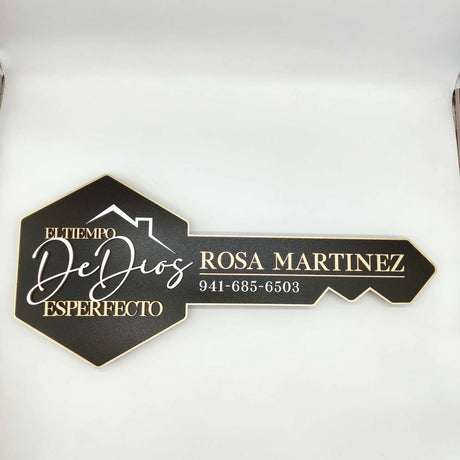 ELTIEMPO
DeDios
ESPERFECTO
ROSA MARTINEZ
941-685-6503